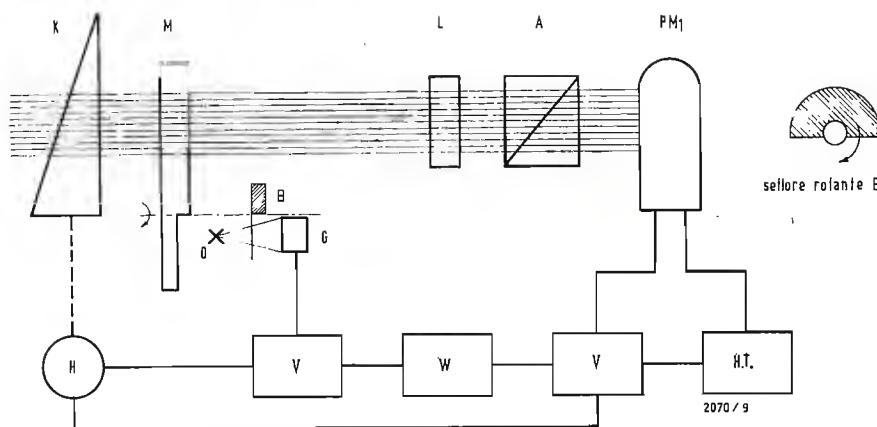 K M L A PM1
settore rotante B
B
O G
H V W V H.T.
2070/9